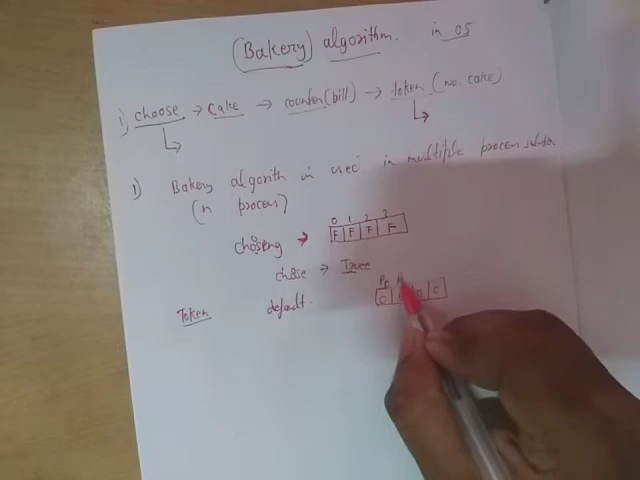 (Bakery) algorithm. in OS
1) choose → Cake → counter(bill) → token (no. cake)
1) Bakery algorith in used in multiple process
(n process)
choosing → 0 1 2 3
F F F F
chose → True
P0
Token default. 0 0 0